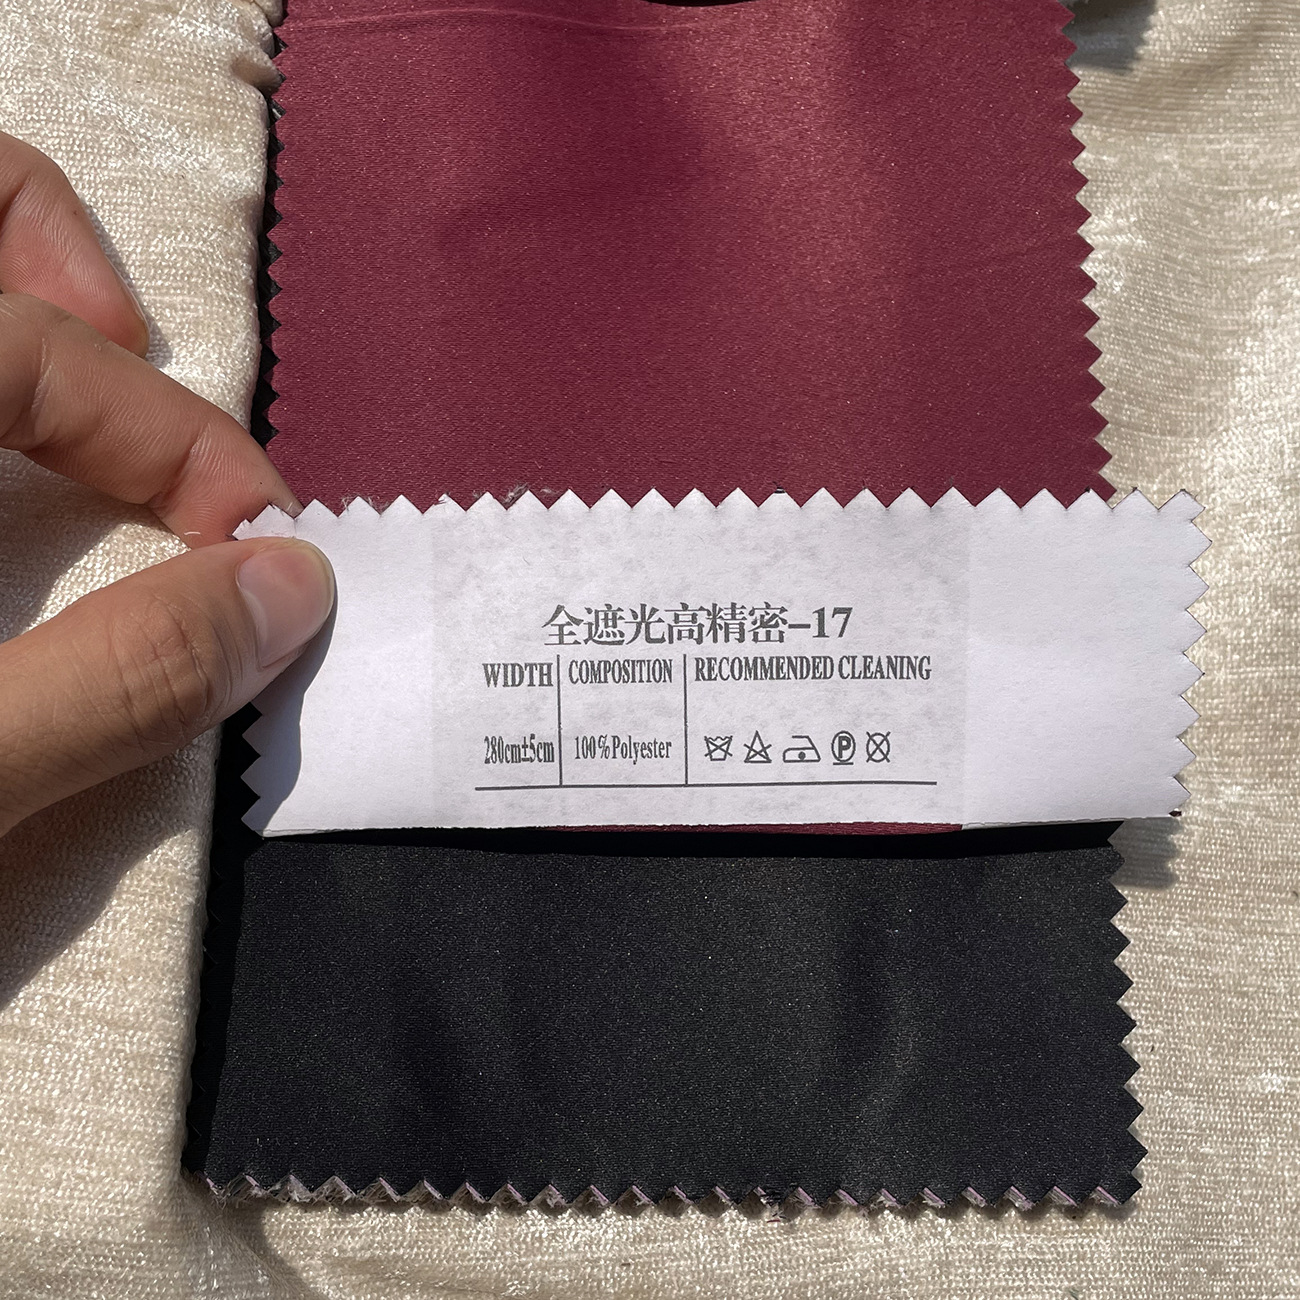 全遮光高精密-17
WIDTH COMPOSITION RECOMMENDED CLEANING
280cm±5cm 100%Polyester P